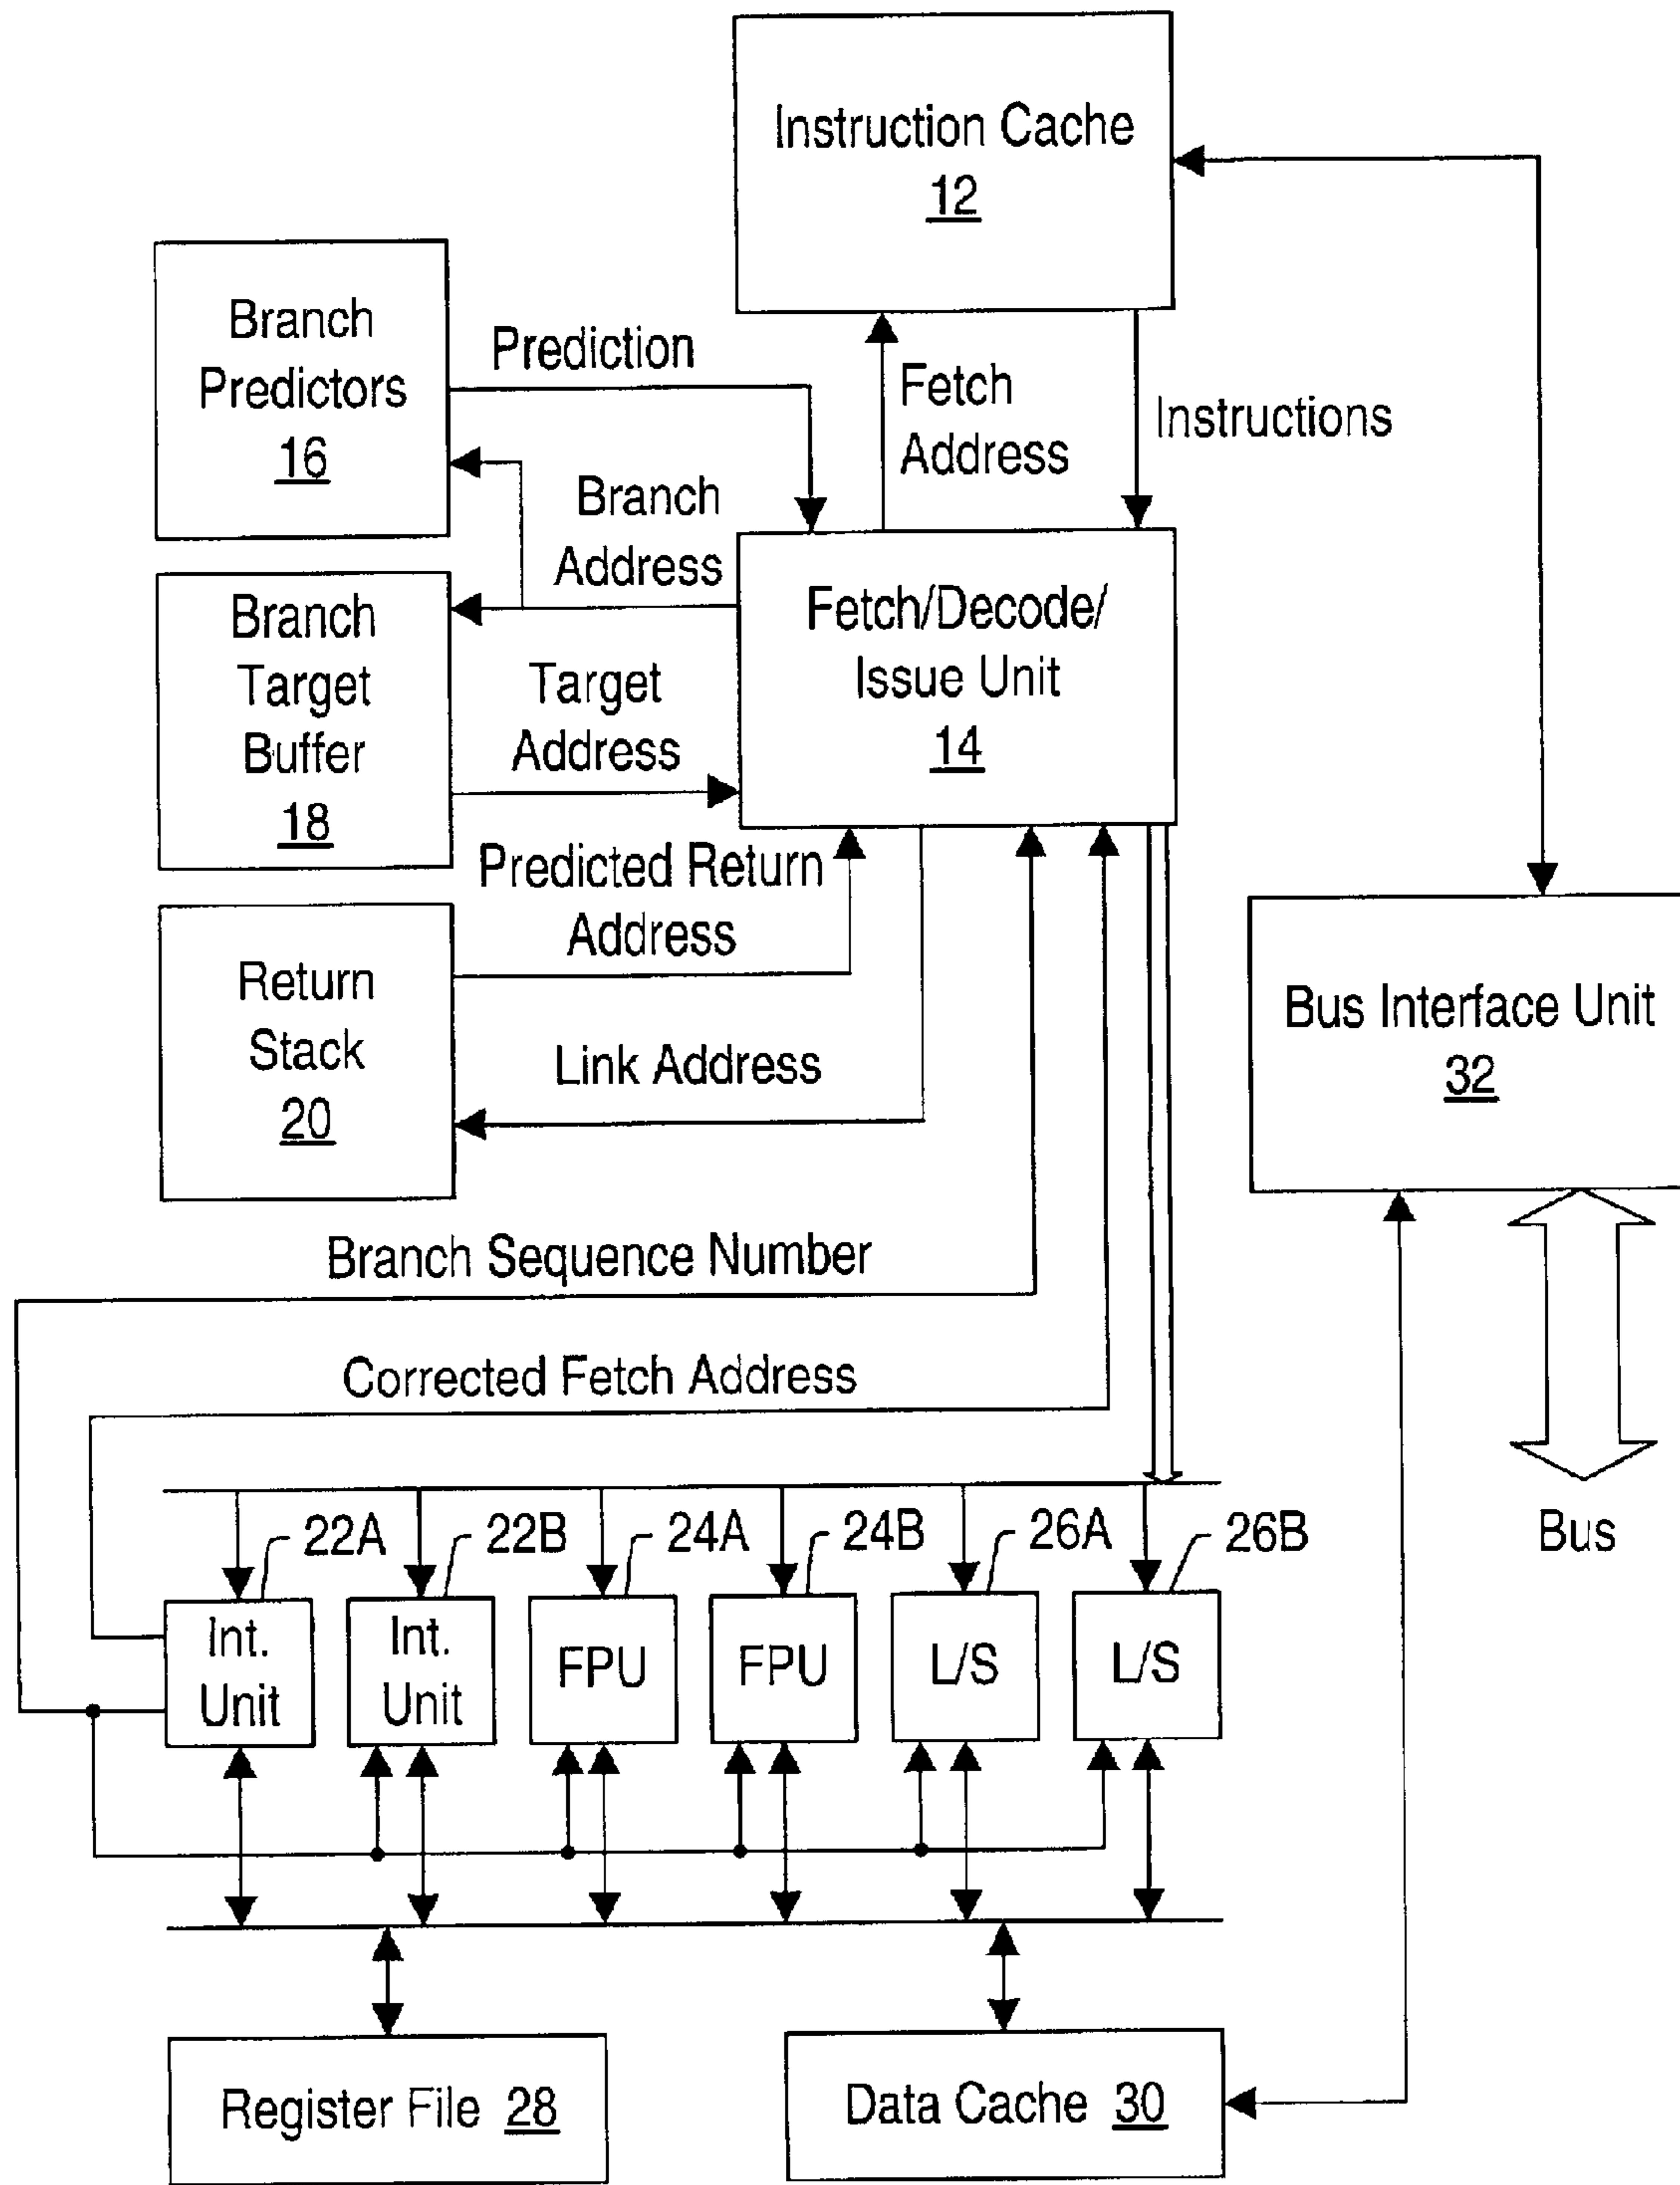 Instruction Cache
12
Branch
Predictors
16
Prediction
Fetch
Address
Instructions
Branch
Address
Fetch/Decode/
Issue Unit
14
Branch
Target
Buffer
18
Target
Address
Predicted Return
Address
Return
Stack
20
Link Address
Bus Interface Unit
32
Branch Sequence Number
Corrected Fetch Address
Bus
22A
22B
24A
24B
26A
26B
Int.
Unit
Int.
Unit
FPU
FPU
L/S
L/S
Register File 28
Data Cache 30